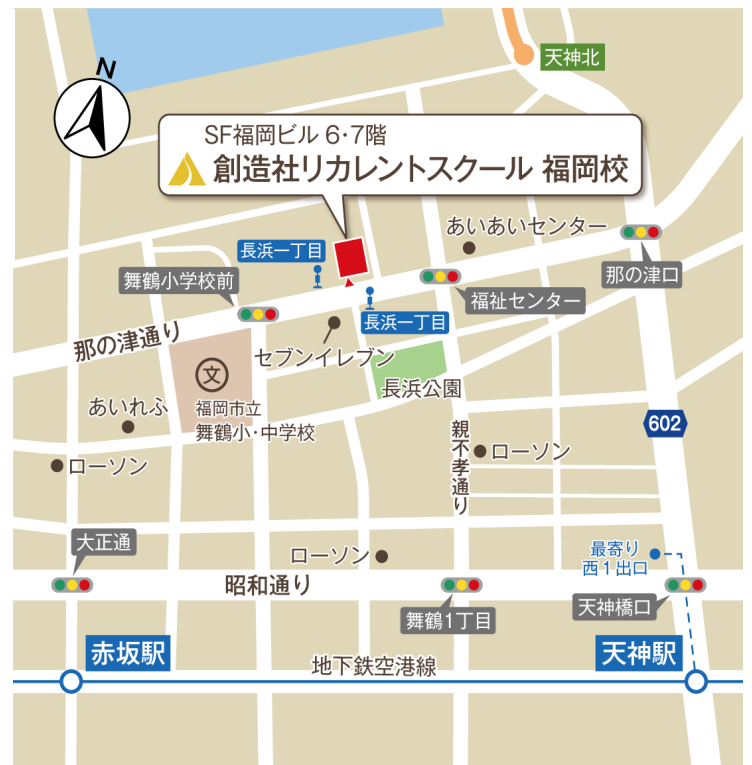 N
天神北
SF福岡ビル 6･7階
創造社リカレントスクール 福岡校
あいあいセンター
長浜一丁目
舞鶴小学校前
那の津口
福祉センター
長浜一丁目
那の津通り
セブンイレブン
文
長浜公園
あいれふ
福岡市立
舞鶴小･中学校
602
親不孝通り
ローソン
ローソン
大正通
ローソン
最寄り
西1出口
昭和通り
天神橋口
舞鶴1丁目
赤坂駅
天神駅
地下鉄空港線